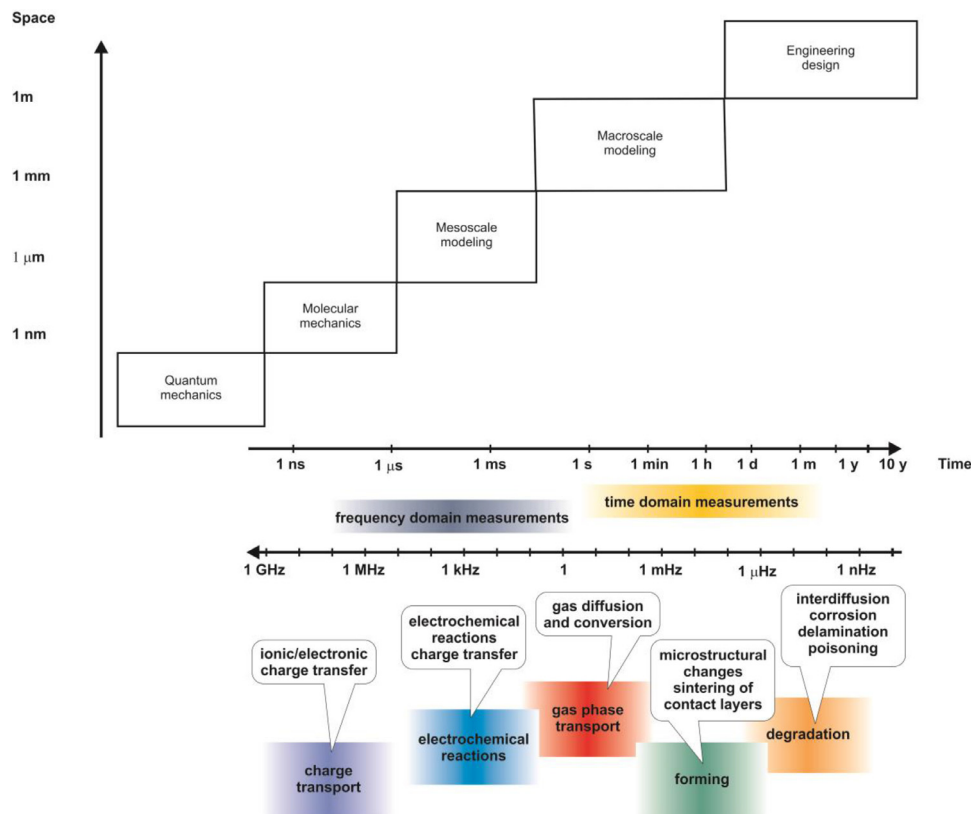 Space
Engineering
design
1m
Macroscale
modeling
1 mm
Mesoscale
modeling
1 μm
Molecular
mechanics
1 nm
Quantum
mechanics
1 ns
1 μs
1 ms
1 s
1 min
1 h
1 d
1 m
1 y
10 y
Time
frequency domain measurements
time domain measurements
1 GHz
1 MHz
1 kHz
1
1 mHz
1 μHz
1 nHz
ionic/electronic
charge transfer
electrochemical
reactions
charge transfer
gas diffusion
and conversion
microstructural
changes
sintering of
contact layers
interdiffusion
corrosion
delamination
poisoning
charge
transport
electrochemical
reactions
gas phase
transport
forming
degradation